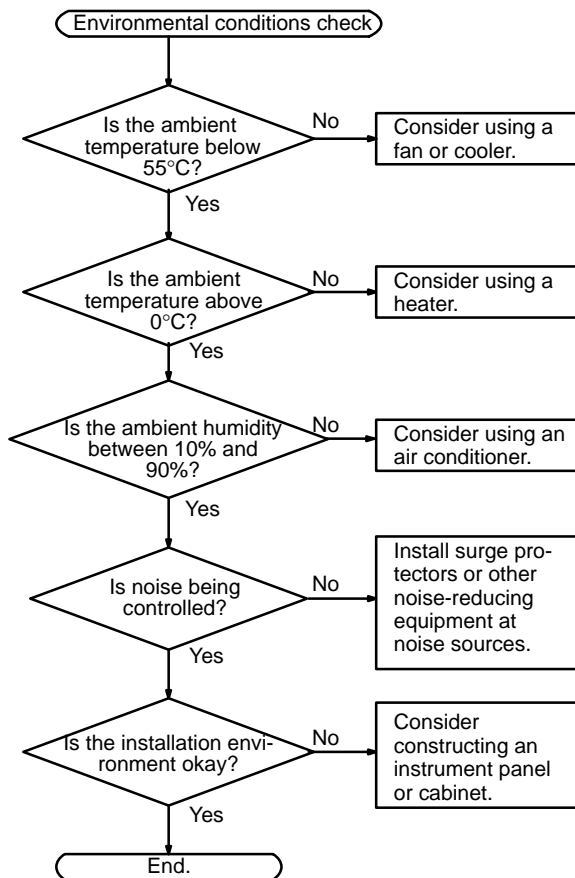 Environmental conditions check
Is the ambient
temperature below
55°C?
No
Consider using a
fan or cooler.
Yes
Is the ambient
temperature above
0°C?
No
Consider using a
heater.
Yes
Is the ambient humidity
between 10% and
90%?
No
Consider using an
air conditioner.
Yes
Is noise being
controlled?
No
Install surge pro-
tectors or other
noise-reducing
equipment at
noise sources.
Yes
Is the installation envi-
ronment okay?
No
Consider
constructing an
instrument panel
or cabinet.
Yes
End.